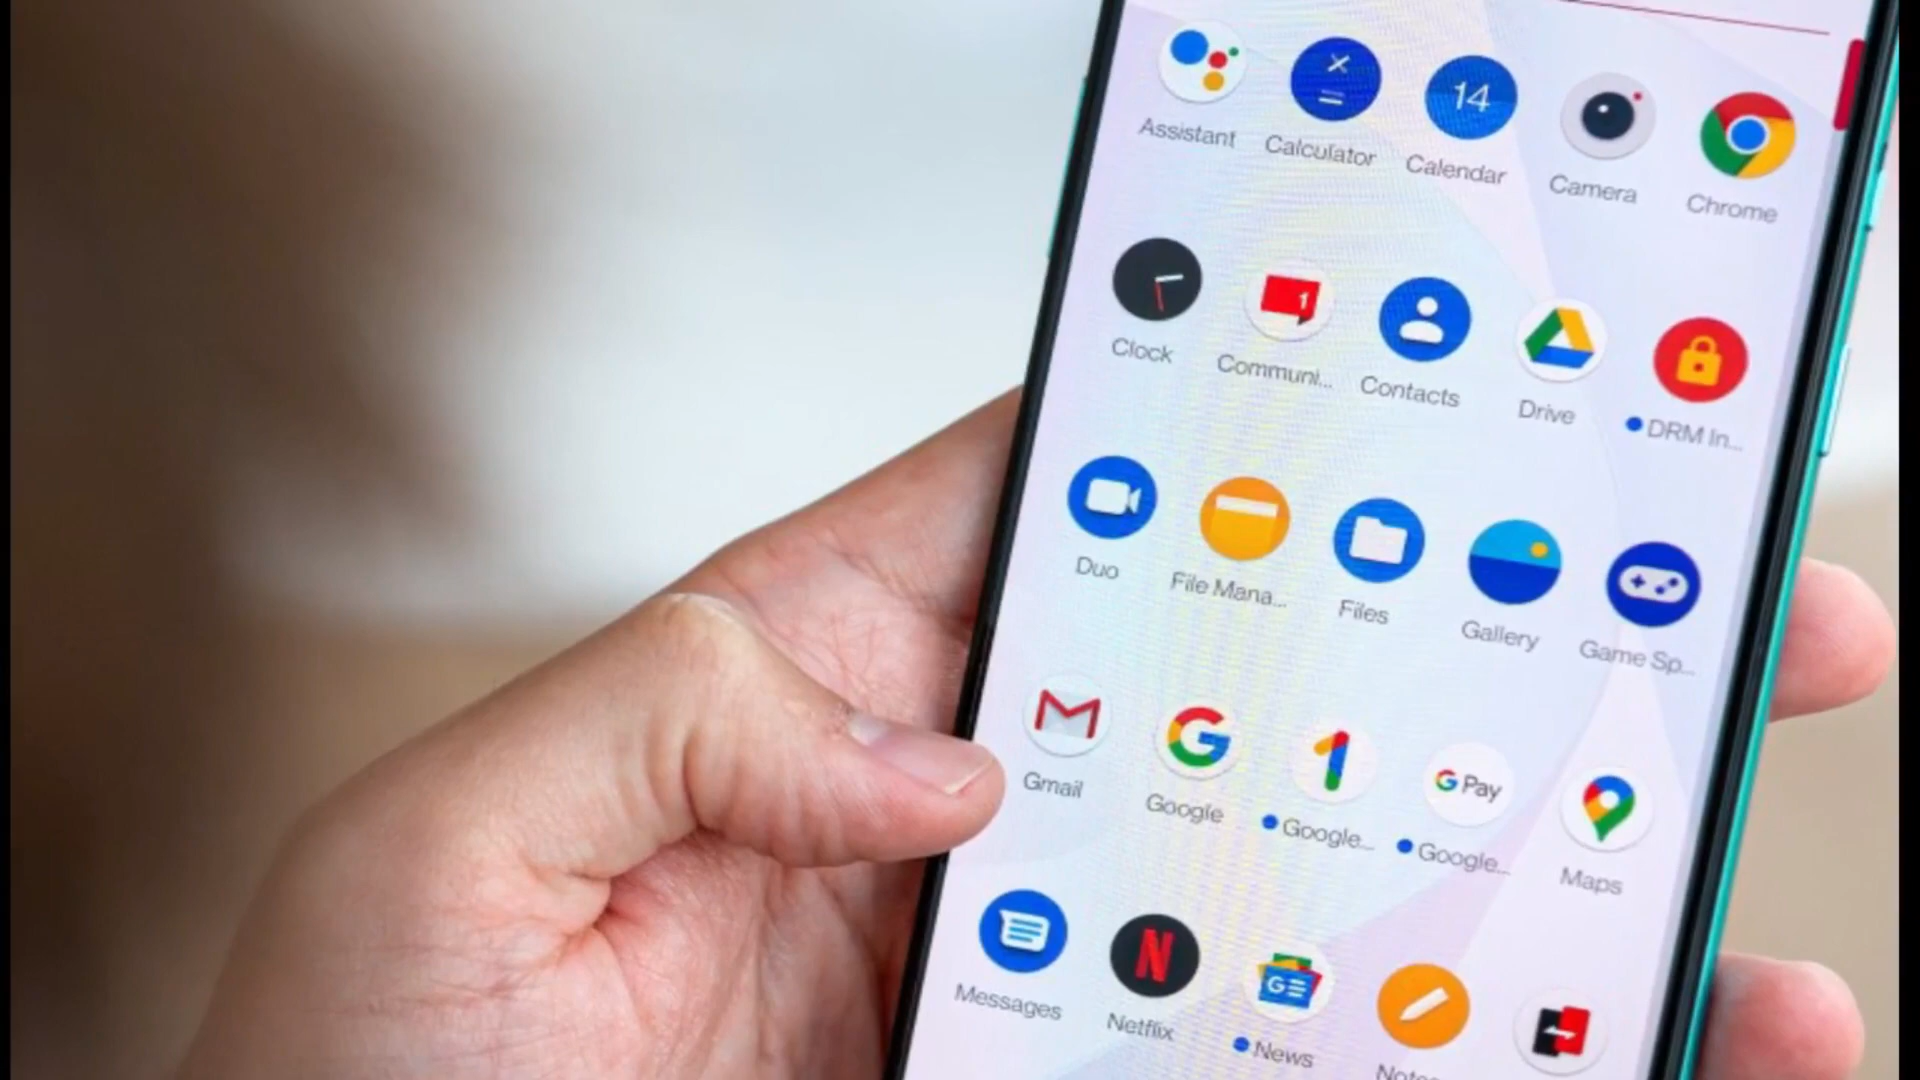 14
Assistant
Calculator
Calendar
Camera
Chrome
1
Clock
Communi...
Contacts
Drive
DRM In...
Duo
File Mana...
Files
Gallery
Game Sp...
G Pay
Gmail
Google
Google...
Google...
Maps
N
Messages
Netflix
News